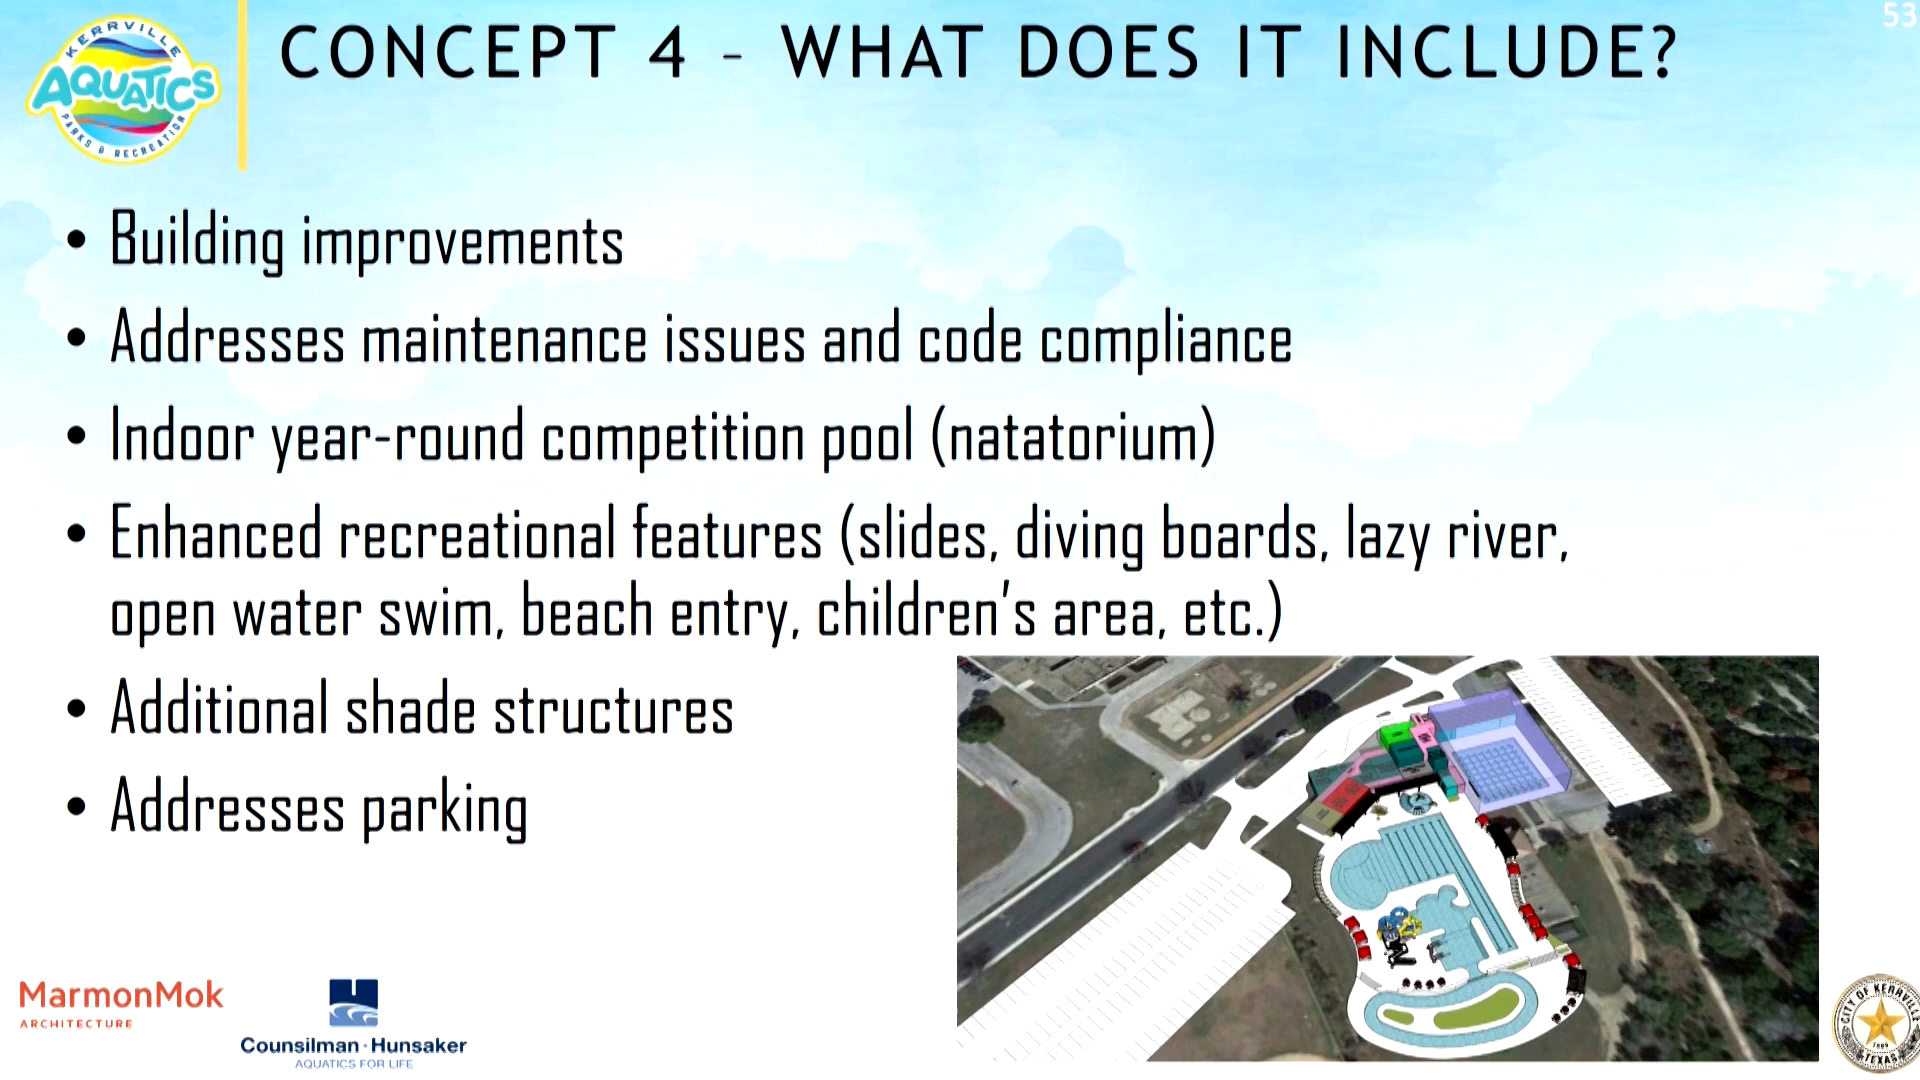 53
KERRVILLE
AQUATICS
PARKS & RECREATION
CONCEPT 4 - WHAT DOES IT INCLUDE?
• Building improvements
• Addresses maintenance issues and code compliance
• Indoor year-round competition pool (natatorium)
• Enhanced recreational features (slides, diving boards, lazy river,
open water swim, beach entry, children's area, etc.)
• Additional shade structures
• Addresses parking
MarmonMok
ARCHITECTURE
Counsilman · Hunsaker
AQUATICS FOR LIFE
CITY OF KERRVILLE
TEXAS